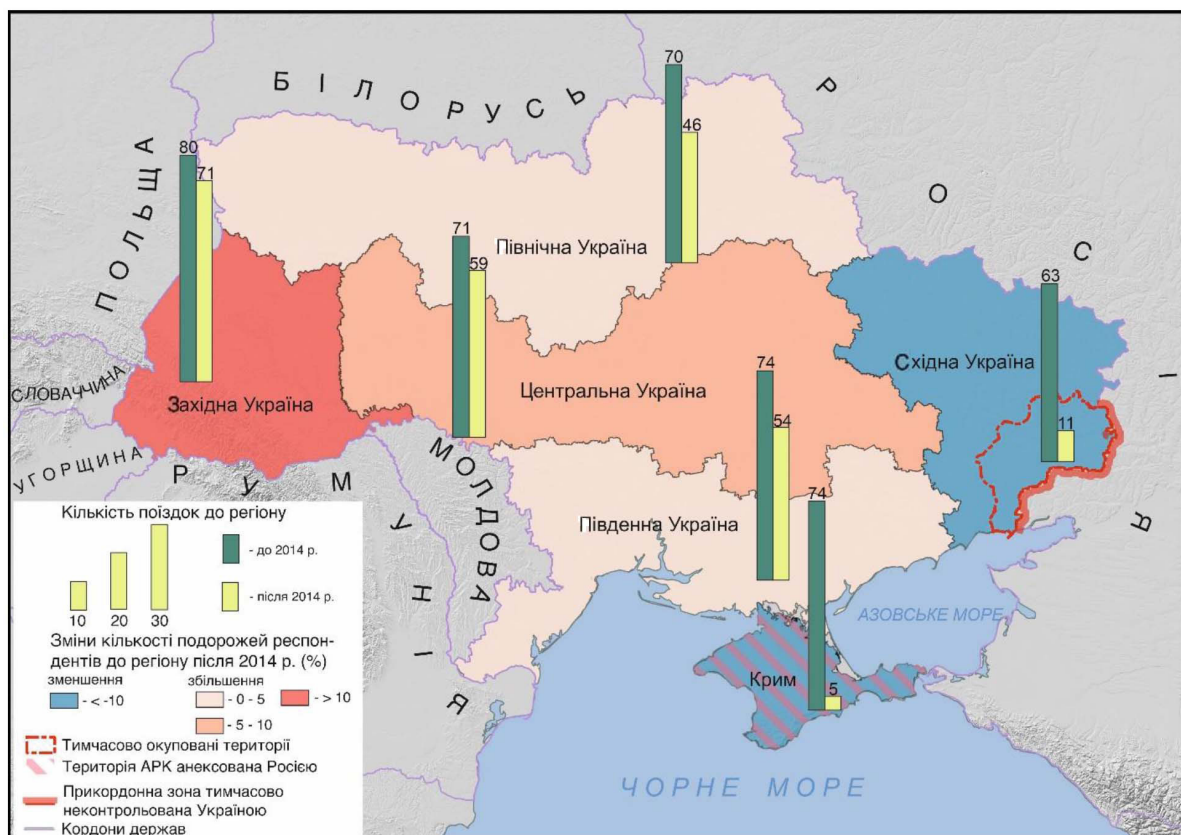 БІЛОРУСЬ
ПОЛЬЩА
РОСІЯ
СЛОВАЧЧИНА
УГОРЩИНА
РУМУНІЯ
МОЛДОВА
80
71
71
59
70
46
63
11
74
54
74
5
Північна Україна
Західна Україна
Центральна Україна
Східна Україна
Південна Україна
Крим
АЗОВСЬКЕ МОРЕ
ЧОРНЕ МОРЕ
Кількість поїздок до регіону
10 20 30
- до 2014 р.
- після 2014 р.
Зміни кількості подорожей респон-
дентів до регіону після 2014 р. (%)
зменшення
збільшення
- < -10
- 0 - 5
- > 10
- 5 - 10
Тимчасово окуповані території
Територія АРК анексована Росією
Прикордонна зона тимчасово
неконтрольована Україною
Кордони держав